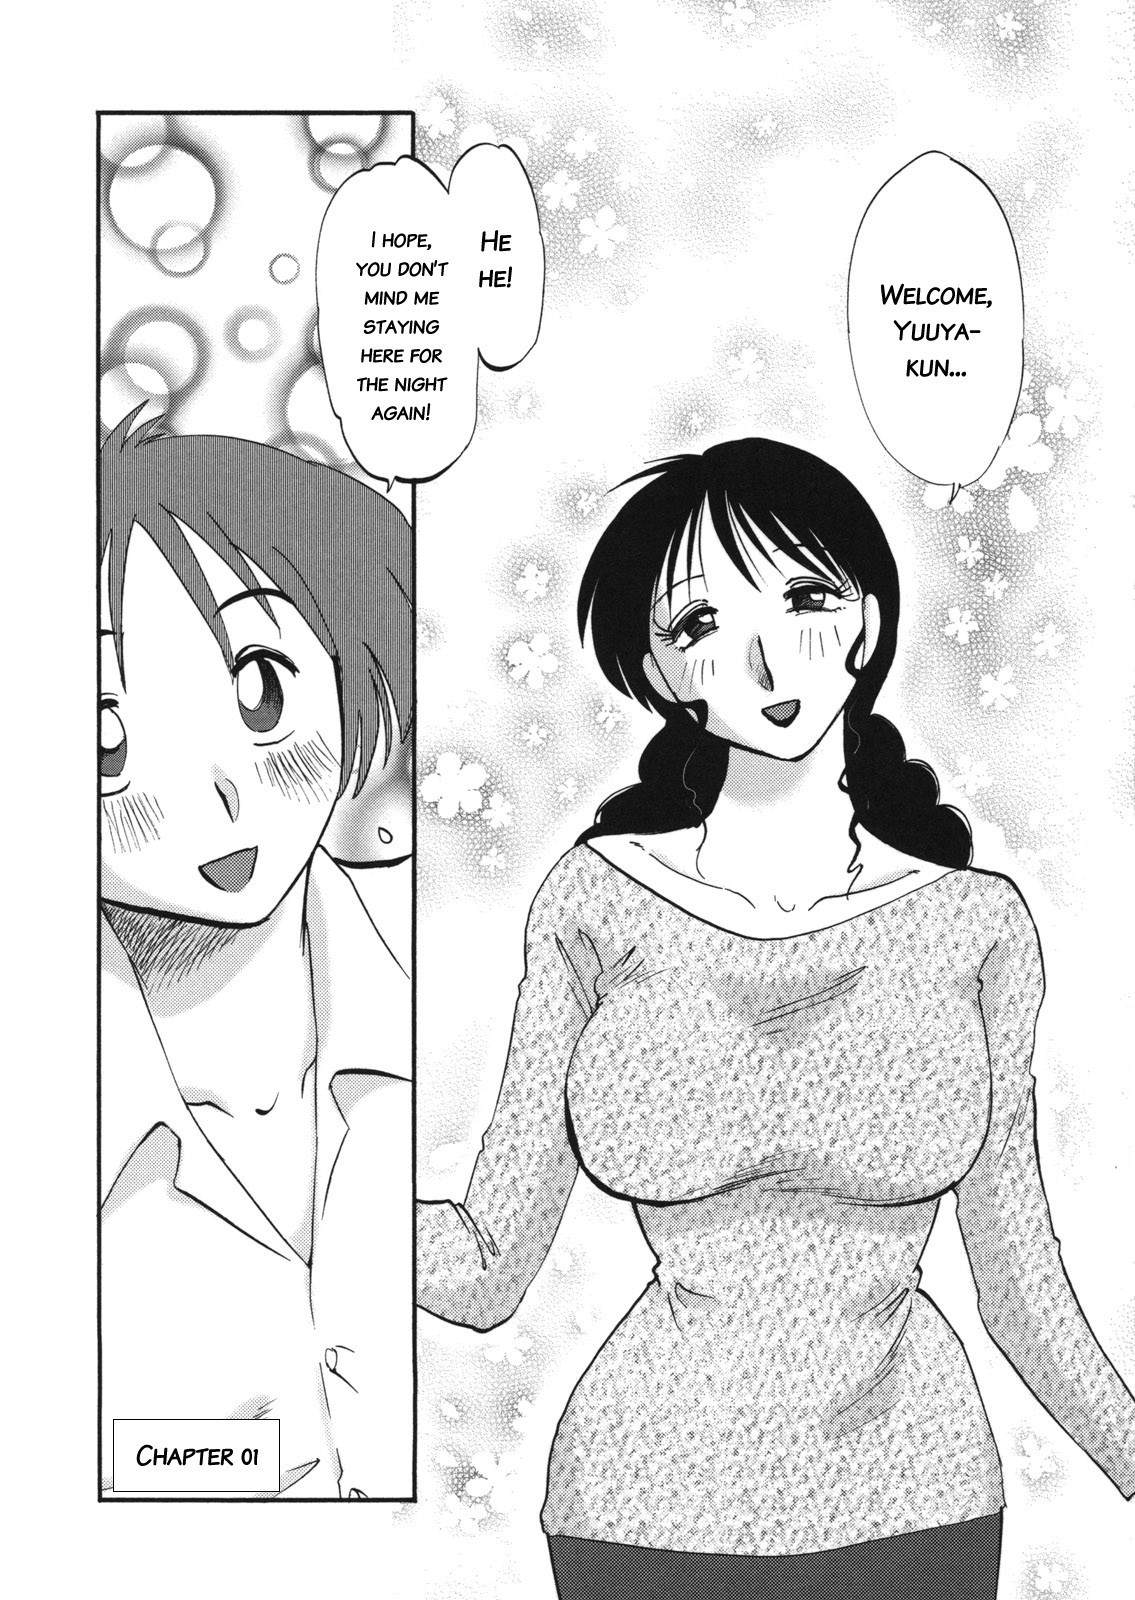 WELCOME,
YUUYA-
KUN...
HE
HE!
I HOPE,
YOU DON'T
MIND ME
STAYING
HERE FOR
THE NIGHT
AGAIN!
CHAPTER 01